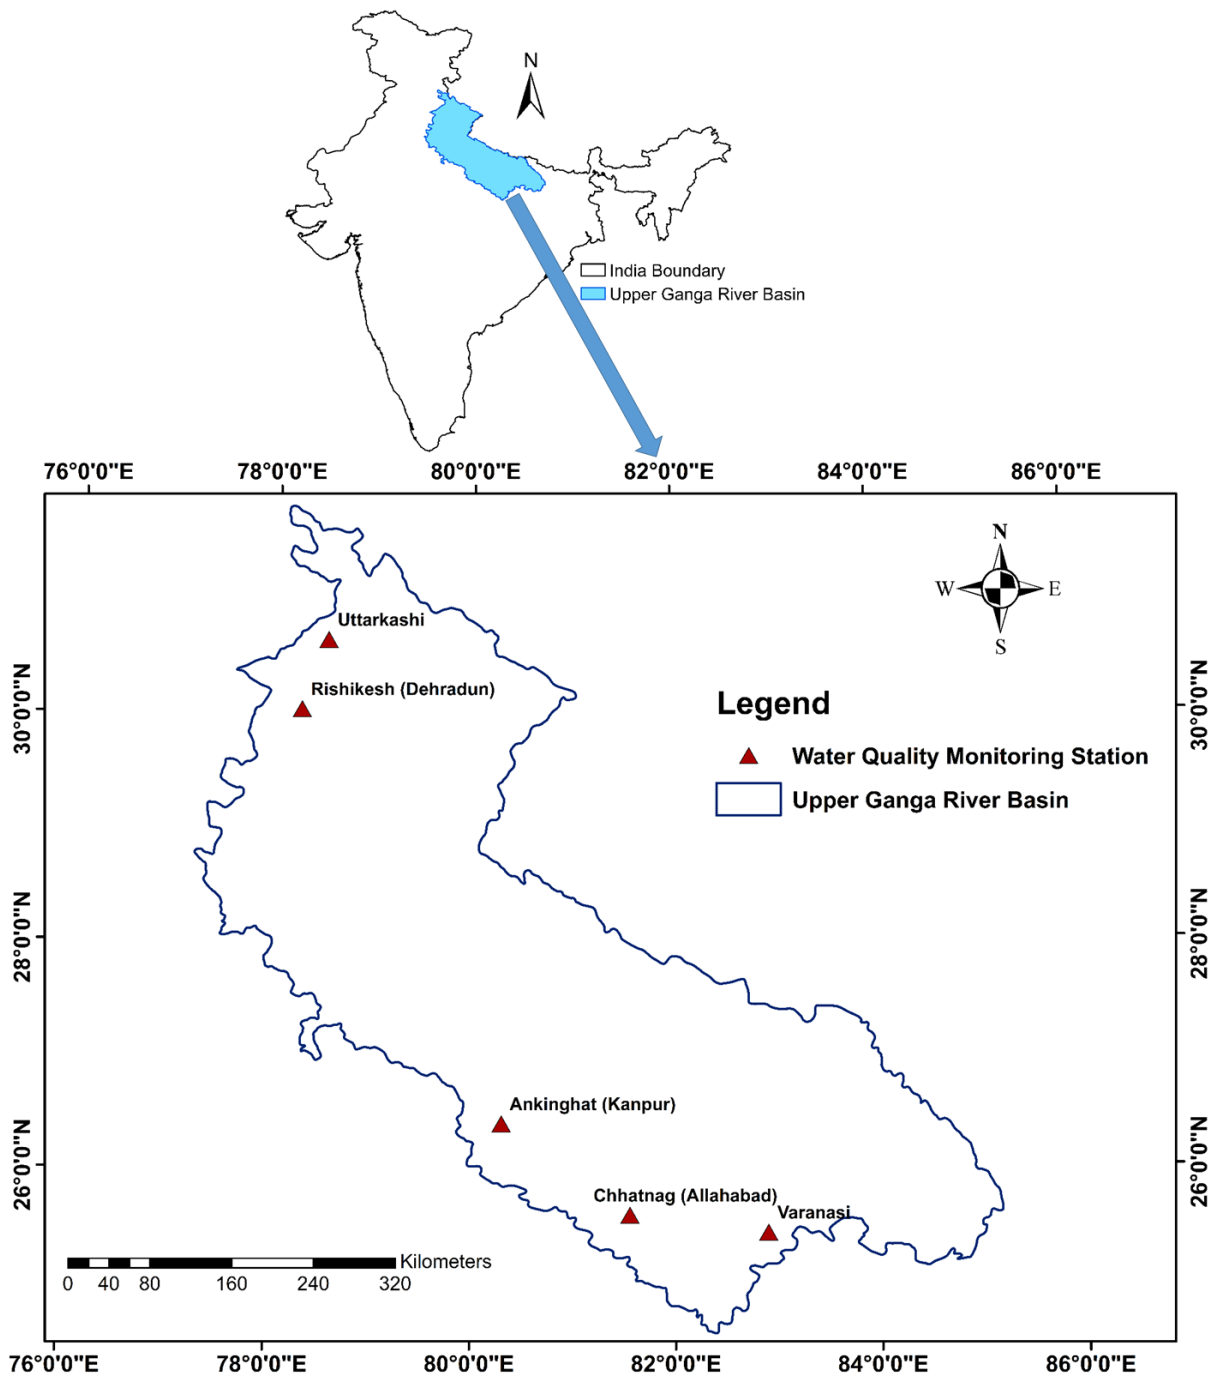 N
India Boundary
Upper Ganga River Basin
76°0'0"E 78°0'0"E 80°0'0"E 82°0'0"E 84°0'0"E 86°0'0"E
N
W E
S
Uttarkashi
Rishikesh (Dehradun)
30°0'0"N
30°0'0"N
Legend
Water Quality Monitoring Station
Upper Ganga River Basin
28°0'0"N
28°0'0"N
Ankinghat (Kanpur)
26°0'0"N
26°0'0"N
Chhatnag (Allahabad)
Varanasi
Kilometers
0 40 80 160 240 320
76°0'0"E 78°0'0"E 80°0'0"E 82°0'0"E 84°0'0"E 86°0'0"E